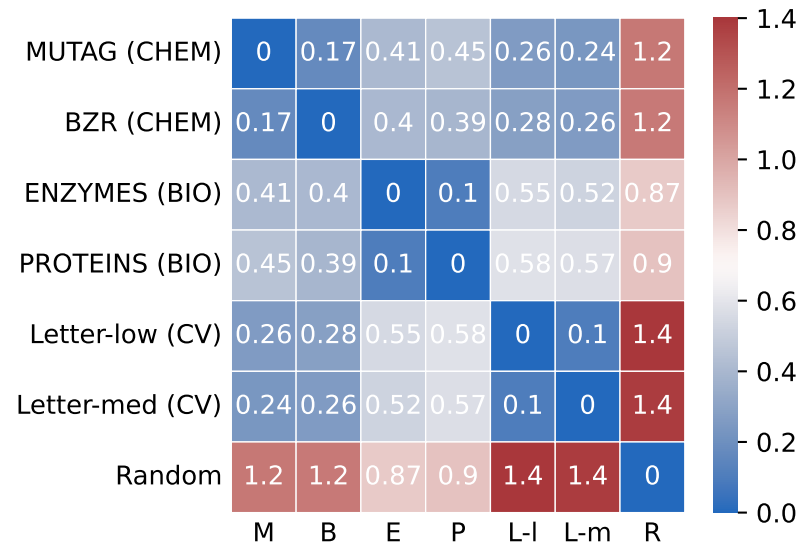 MUTAG (CHEM) 0 0.17 0.41 0.45 0.26 0.24 1.2
BZR (CHEM) 0.17 0 0.4 0.39 0.28 0.26 1.2
ENZYMES (BIO) 0.41 0.4 0 0.1 0.55 0.52 0.87
PROTEINS (BIO) 0.45 0.39 0.1 0 0.58 0.57 0.9
Letter-low (CV) 0.26 0.28 0.55 0.58 0 0.1 1.4
Letter-med (CV) 0.24 0.26 0.52 0.57 0.1 0 1.4
Random 1.2 1.2 0.87 0.9 1.4 1.4 0
M B E P L-l L-m R
1.4
1.2
1.0
0.8
0.6
0.4
0.2
0.0